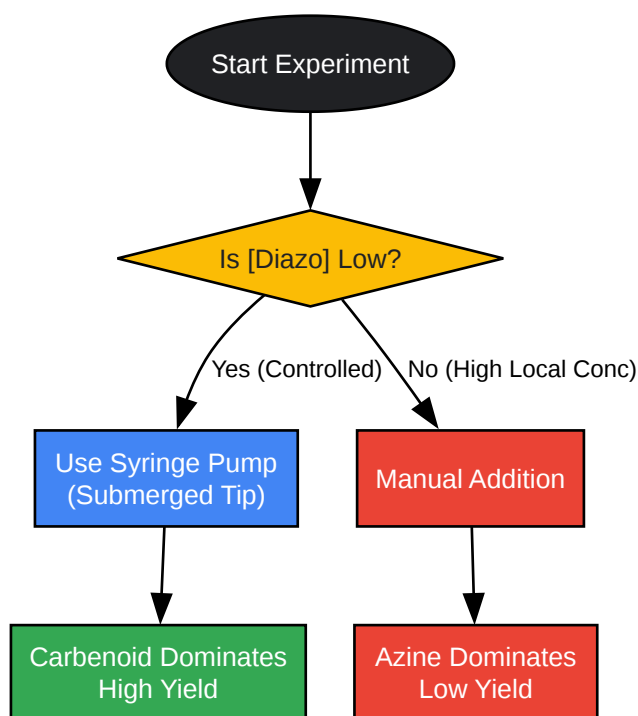 Start Experiment
Is [Diazo] Low?
Yes (Controlled)
No (High Local Conc)
Use Syringe Pump
(Submerged Tip)
Manual Addition
Carbenoid Dominates
High Yield
Azine Dominates
Low Yield